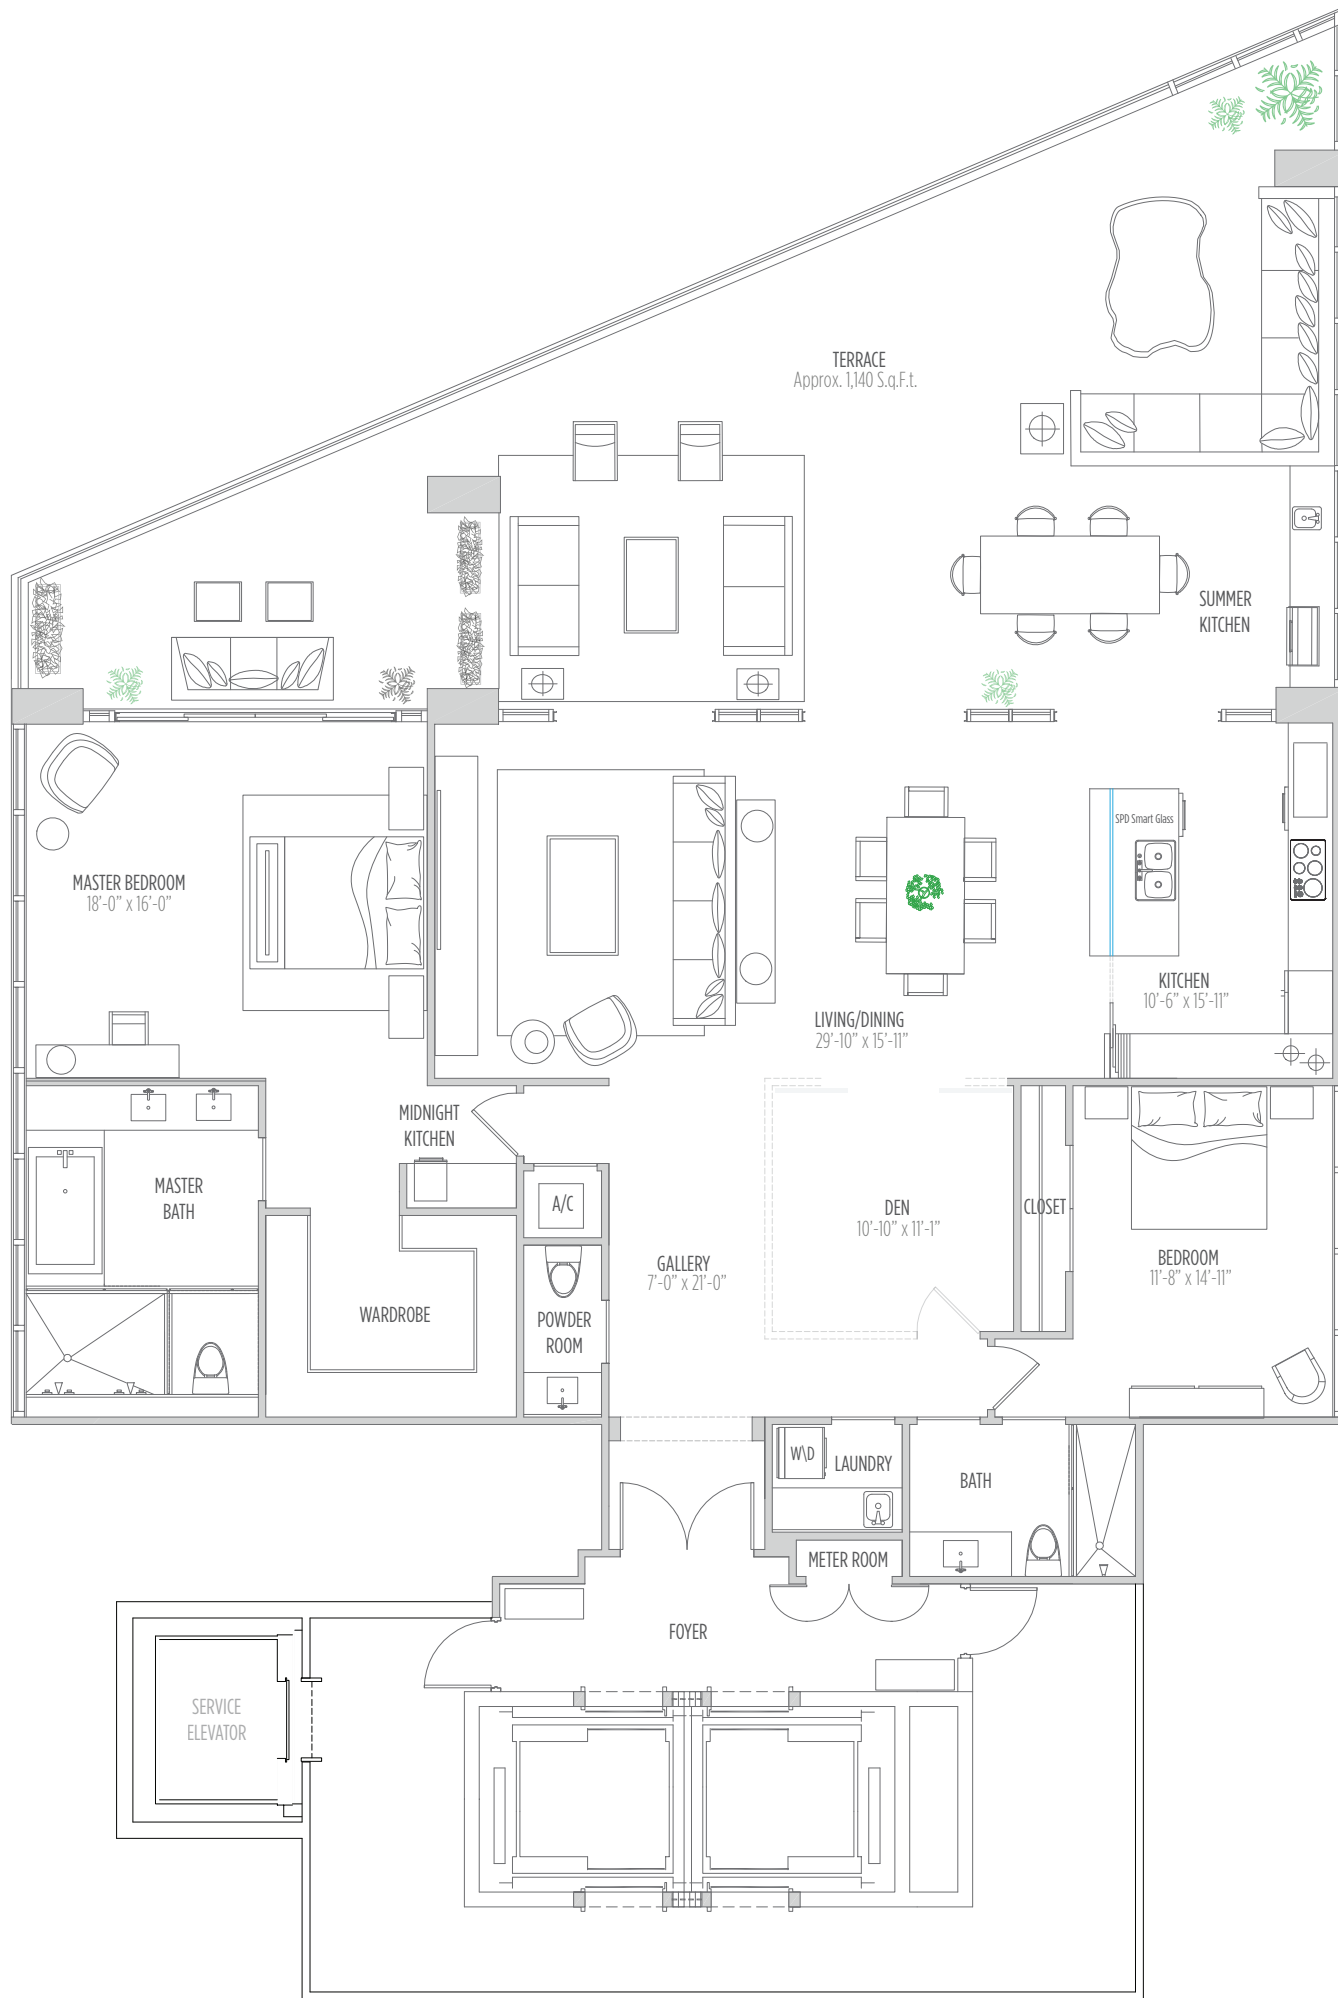 TERRACE
Approx. 1,140 S.q.F.t.
SUMMER
KITCHEN
SPD Smart Glass
MASTER BEDROOM
18'-0" x 16'-0"
KITCHEN
10'-6" x 15'-11"
LIVING/DINING
29'-10" x 15'-11"
MIDNIGHT
KITCHEN
MASTER
BATH
A/C
DEN
10'-10" x 11'-1"
CLOSET
BEDROOM
11'-8" x 14'-11"
GALLERY
7'-0" x 21'-0"
WARDROBE
POWDER
ROOM
W\D
LAUNDRY
BATH
METER ROOM
FOYER
SERVICE
ELEVATOR